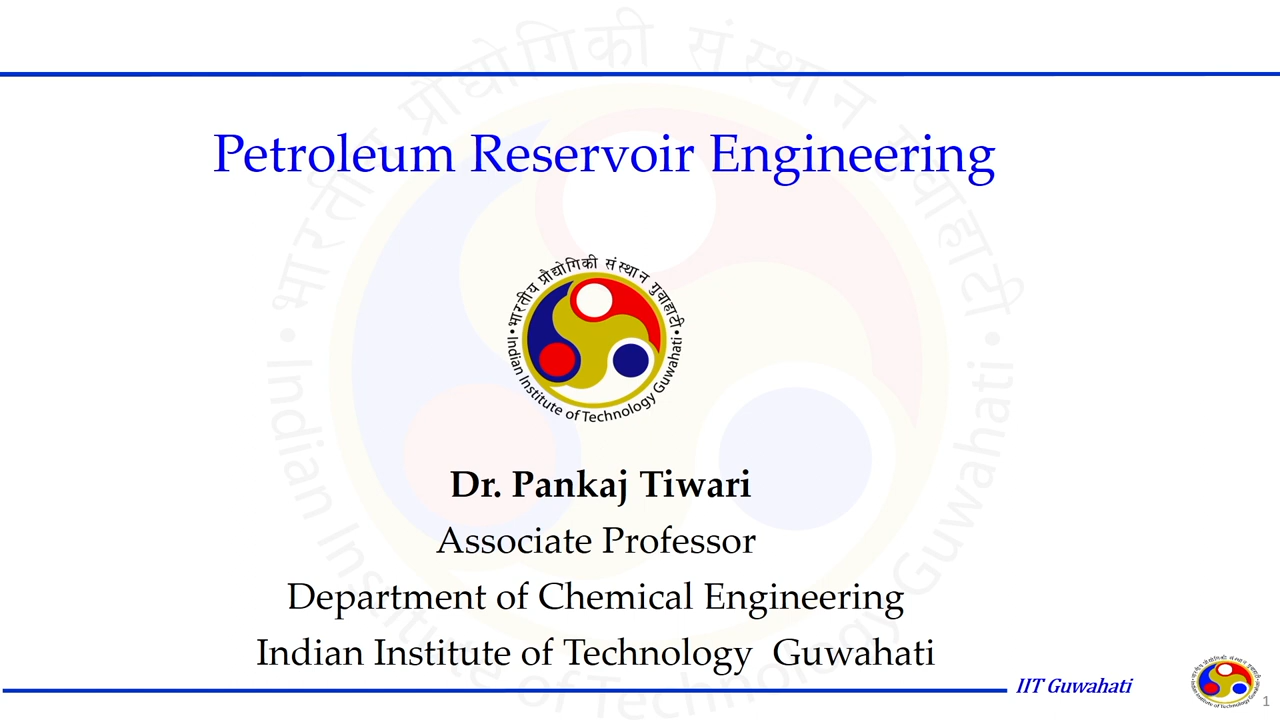 Petroleum Reservoir Engineering
भारतीय प्रौद्योगिकी संस्थान गुवाहाटी
Indian Institute of Technology Guwahati
Dr. Pankaj Tiwari
Associate Professor
Department of Chemical Engineering
Indian Institute of Technology Guwahati
IIT Guwahati
1